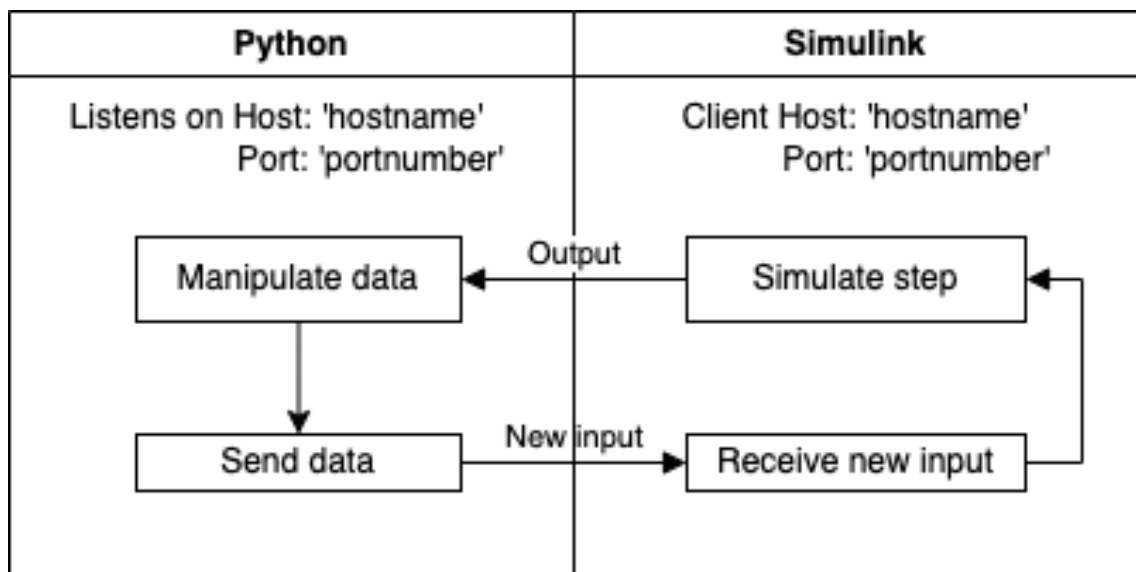 Python
Simulink
Listens on Host: 'hostname'
Port: 'portnumber'
Client Host: 'hostname'
Port: 'portnumber'
Manipulate data
Output
Simulate step
Send data
New input
Receive new input